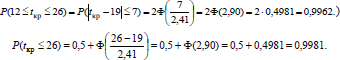 P(12 ≤ t_кр ≤ 26) = P(|t_кр − 19| ≤ 7) = 2Φ(7/2,41) = 2Φ(2,90) = 2·0,4981 = 0,9962.)
P(t_кр ≤ 26) = 0,5 + Φ((26−19)/2,41) = 0,5 + Φ(2,90) = 0,5 + 0,4981 = 0,9981.